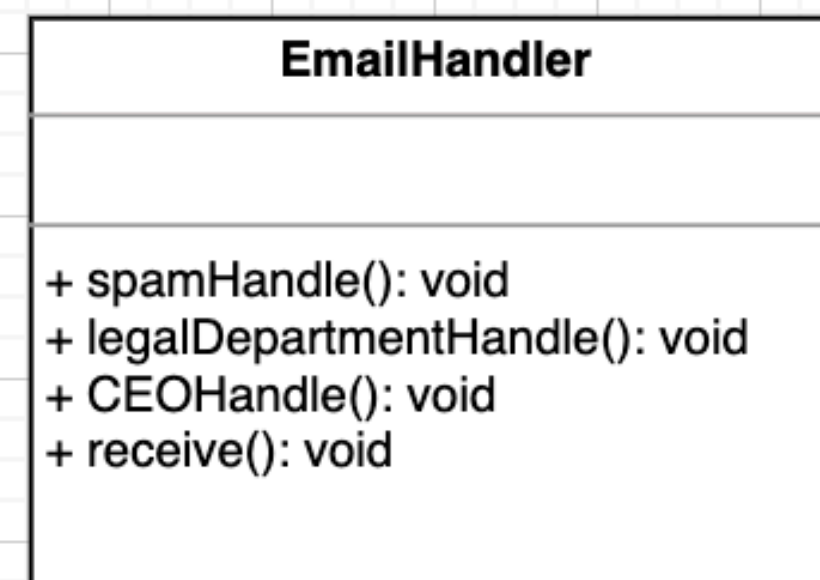 EmailHandler
+ spamHandle(): void
+ legalDepartmentHandle(): void
+ CEOHandle(): void
+ receive(): void